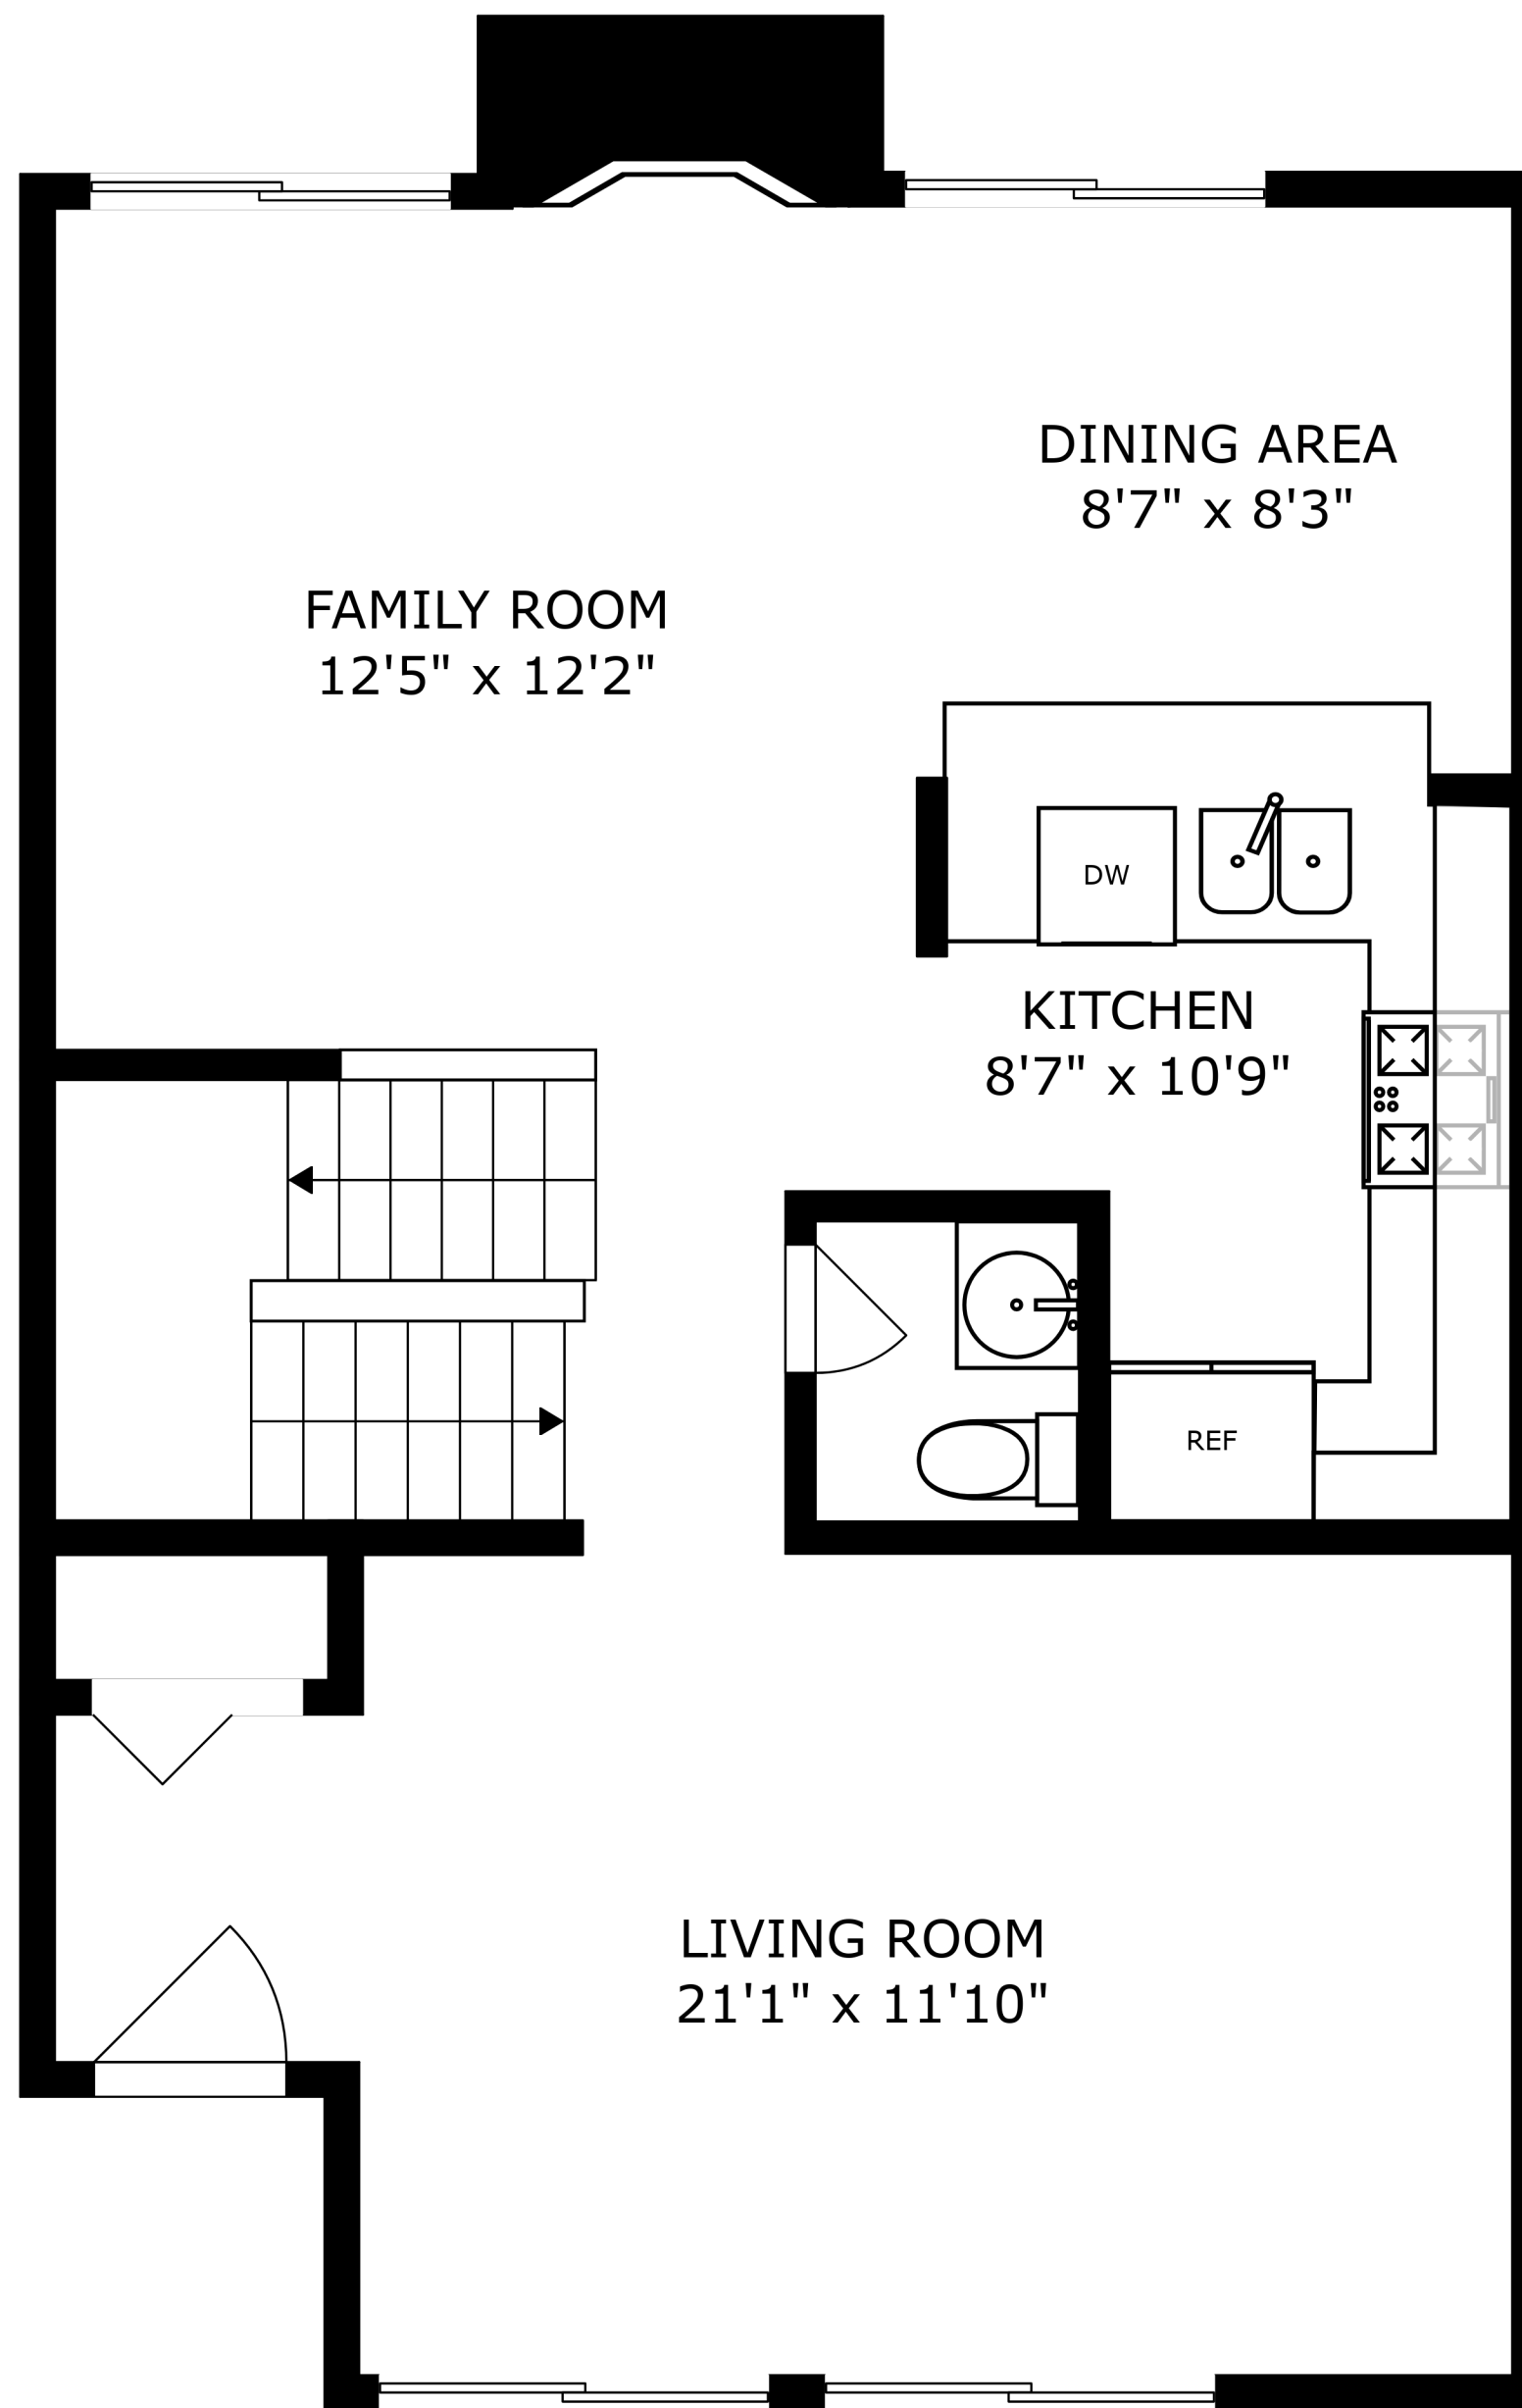 DINING AREA
8'7" x 8'3"
FAMILY ROOM
12'5" x 12'2"
DW
KITCHEN
8'7" x 10'9"
REF
LIVING ROOM
21'1" x 11'10"